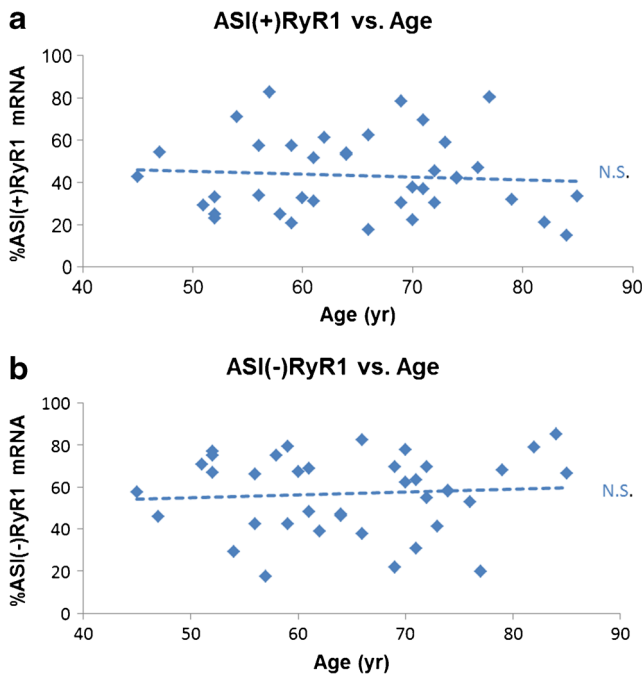 a
ASI(+)RyR1 vs. Age
%ASI(+)RyR1 mRNA
100
80
60
40
20
0
N.S.
40 50 60 70 80 90
Age (yr)
b
ASI(-)RyR1 vs. Age
%ASI(-)RyR1 mRNA
100
80
60
40
20
0
N.S.
40 50 60 70 80 90
Age (yr)